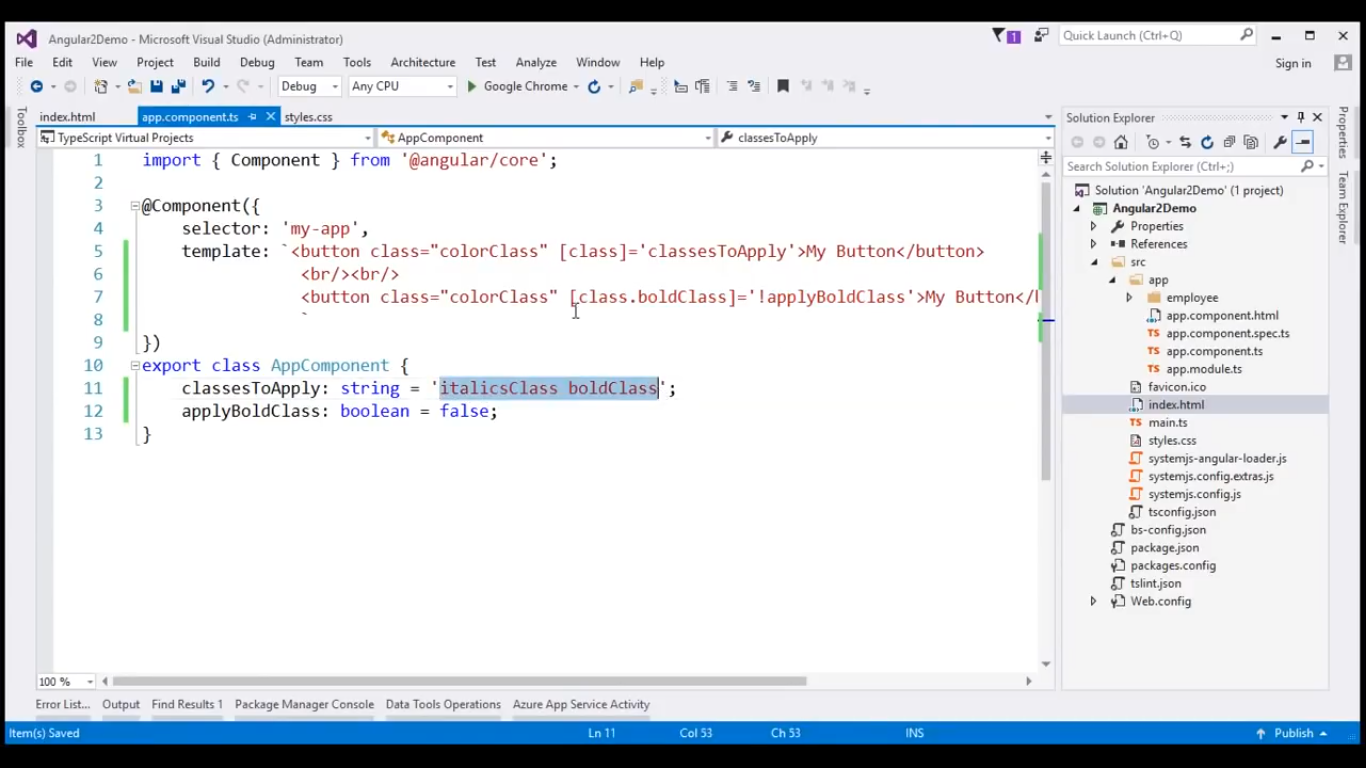 Angular2Demo - Microsoft Visual Studio (Administrator)
1
Quick Launch (Ctrl+Q)
File Edit View Project Build Debug Team Tools Architecture Test Analyze Window Help
Sign in
Debug Any CPU Google Chrome
Toolbox
index.html app.component.ts styles.css
TypeScript Virtual Projects AppComponent classesToApply
1 import { Component } from '@angular/core';
2
3 @Component({
4 selector: 'my-app',
5 template: `<button class="colorClass" [class]='classesToApply'>My Button</button>
6 <br/><br/>
7 <button class="colorClass" [class.boldClass]='!applyBoldClass'>My Button</b
8 `
9 })
10 export class AppComponent {
11 classesToApply: string = 'italicsClass boldClass';
12 applyBoldClass: boolean = false;
13 }
100 %
Solution Explorer
Search Solution Explorer (Ctrl+;)
Solution 'Angular2Demo' (1 project)
Angular2Demo
Properties
References
src
app
employee
app.component.html
app.component.spec.ts
app.component.ts
app.module.ts
favicon.ico
index.html
main.ts
styles.css
systemjs-angular-loader.js
systemjs.config.extras.js
systemjs.config.js
tsconfig.json
bs-config.json
package.json
packages.config
tslint.json
Web.config
Properties
Team Explorer
Error List... Output Find Results 1 Package Manager Console Data Tools Operations Azure App Service Activity
Item(s) Saved Ln 11 Col 53 Ch 53 INS Publish